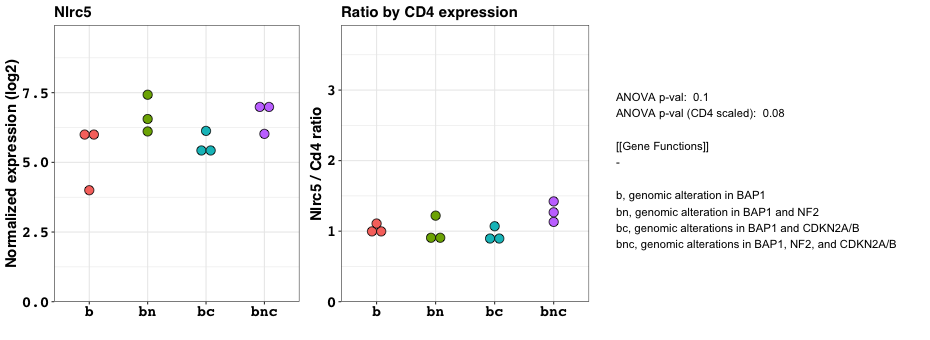 Nlrc5
Normalized expression (log2)
7.5
5.0
2.5
0.0
b bn bc bnc
Ratio by CD4 expression
Nlrc5 / Cd4 ratio
3
2
1
0
b bn bc bnc
ANOVA p-val:  0.1
ANOVA p-val (CD4 scaled):  0.08
[[Gene Functions]]
-
b, genomic alteration in BAP1
bn, genomic alteration in BAP1 and NF2
bc, genomic alterations in BAP1 and CDKN2A/B
bnc, genomic alterations in BAP1, NF2, and CDKN2A/B